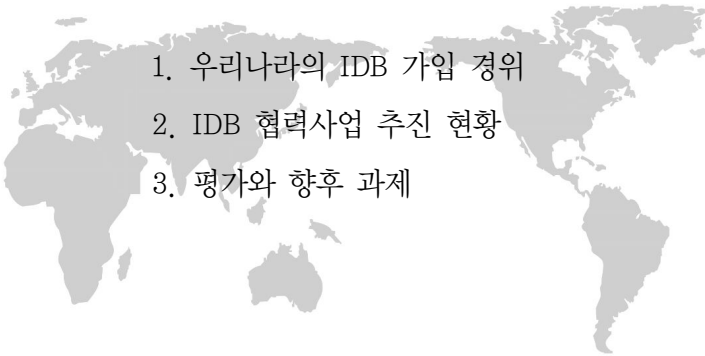 1. 우리나라의 IDB 가입 경위
2. IDB 협력사업 추진 현황
3. 평가와 향후 과제